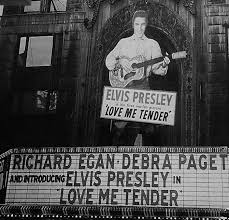 ELVIS PRESLEY
"LOVE ME TENDER"
RICHARD EGAN · DEBRA PAGET
AND INTRODUCING ELVIS PRESLEY IN
"LOVE ME TENDER"